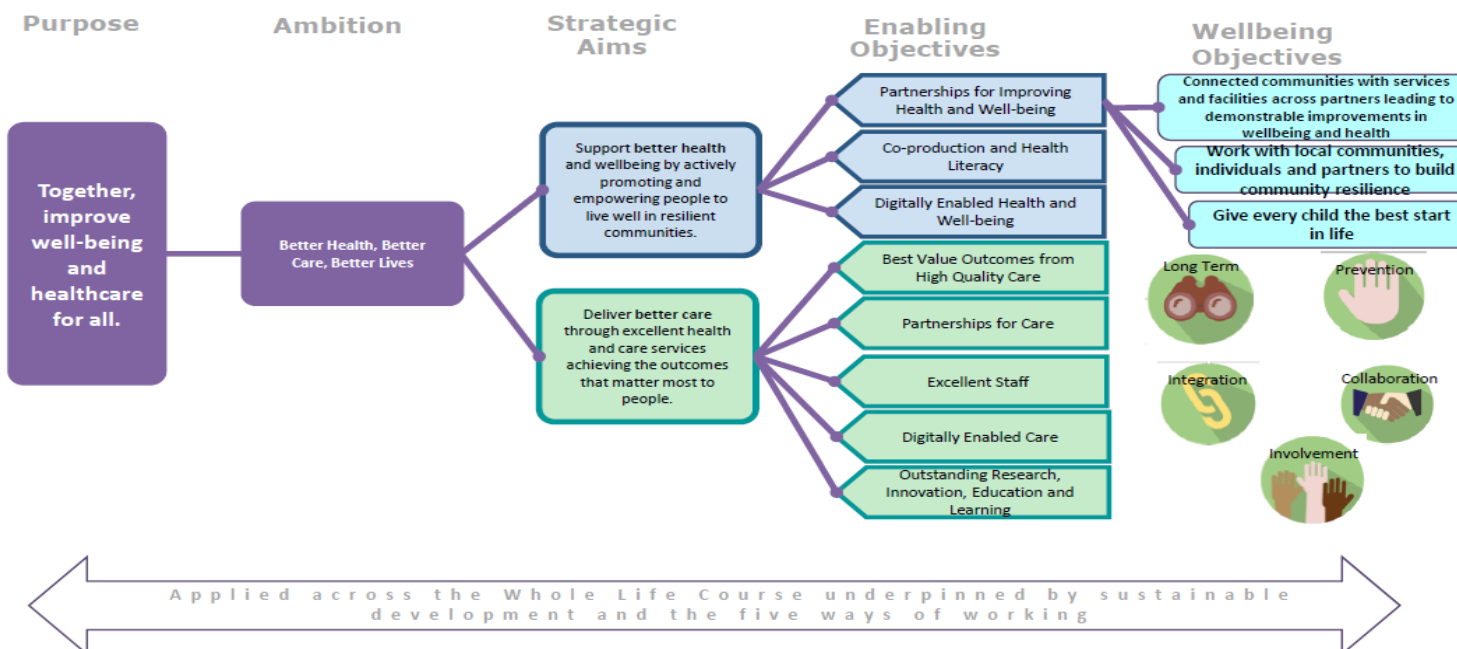 Purpose
Ambition
Strategic
Aims
Enabling
Objectives
Wellbeing
Objectives
Together,
improve
well-being
and
healthcare
for all.
Better Health, Better
Care, Better Lives
Support better health
and wellbeing by actively
promoting and
empowering people to
live well in resilient
communities.
Deliver better care
through excellent health
and care services
achieving the outcomes
that matter most to
people.
Partnerships for Improving
Health and Well-being
Co-production and Health
Literacy
Digitally Enabled Health and
Well-being
Best Value Outcomes from
High Quality Care
Partnerships for Care
Excellent Staff
Digitally Enabled Care
Outstanding Research,
Innovation, Education and
Learning
Connected communities with services
and facilities across partners leading to
demonstrable improvements in
wellbeing and health
Work with local communities,
individuals and partners to build
community resilience
Give every child the best start
in life
Long Term
Prevention
Integration
Collaboration
Involvement
Applied across the Whole Life Course underpinned by sustainable
development and the five ways of working